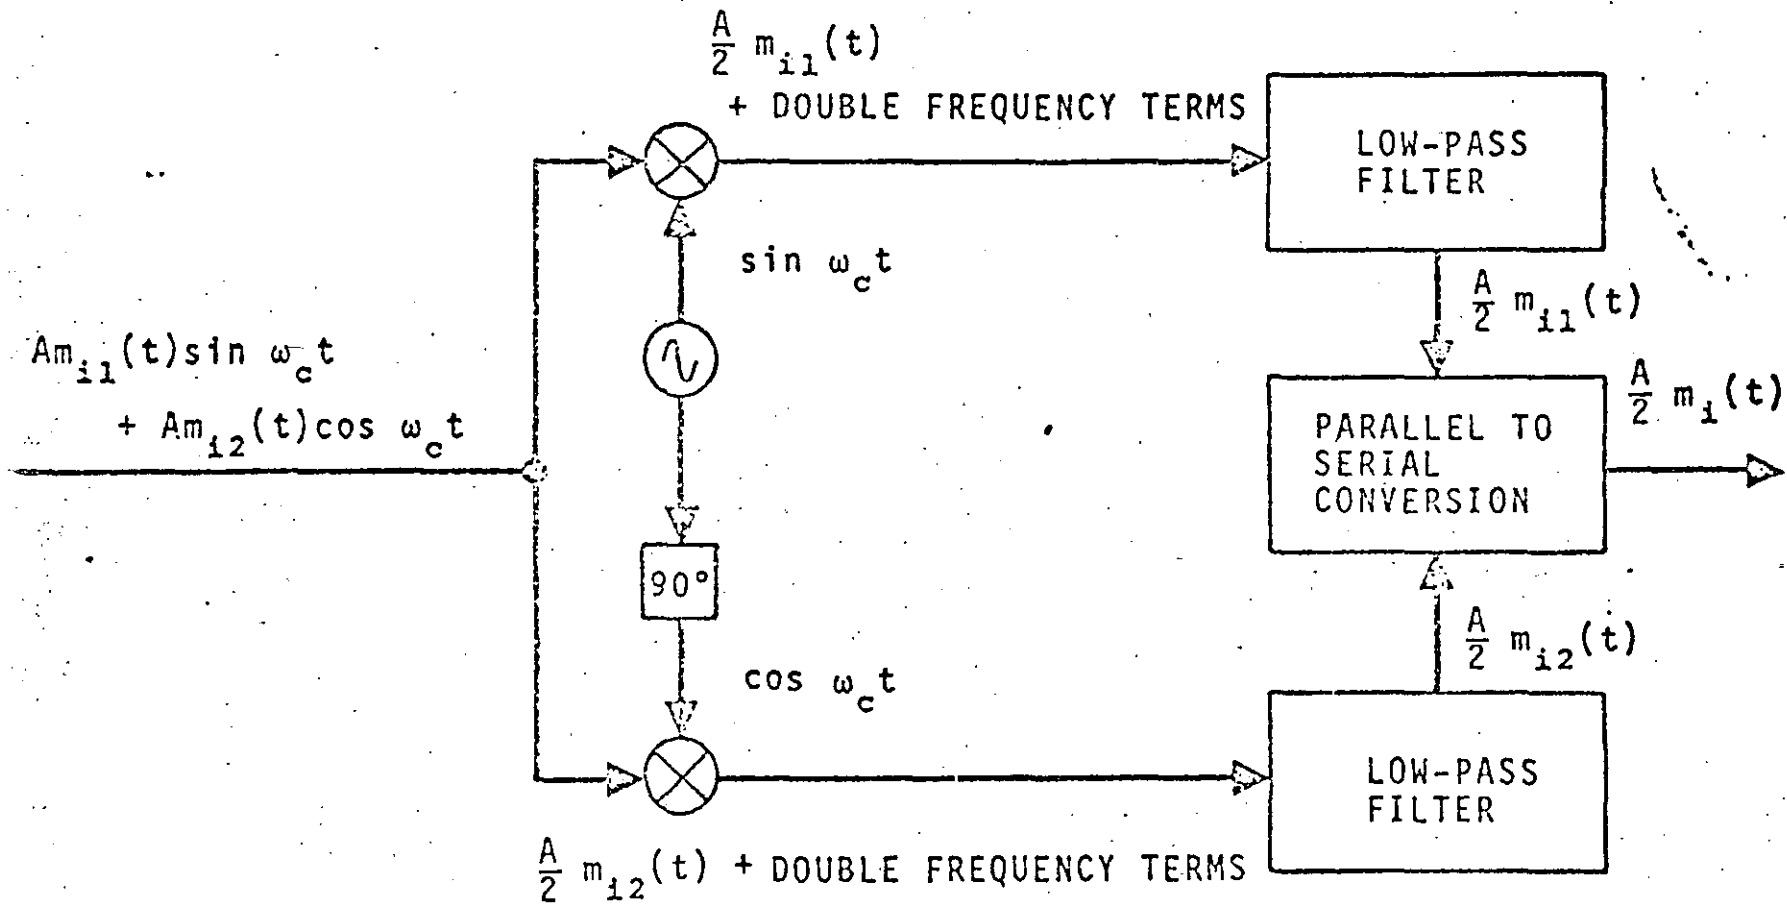 A/2 m_i1(t)
+ DOUBLE FREQUENCY TERMS
LOW-PASS
FILTER
sin ω_c t
A/2 m_i1(t)
Am_i1(t)sin ω_c t
+ Am_i2(t)cos ω_c t
A/2 m_i(t)
PARALLEL TO
SERIAL
CONVERSION
90°
A/2 m_i2(t)
cos ω_c t
LOW-PASS
FILTER
A/2 m_i2(t) + DOUBLE FREQUENCY TERMS